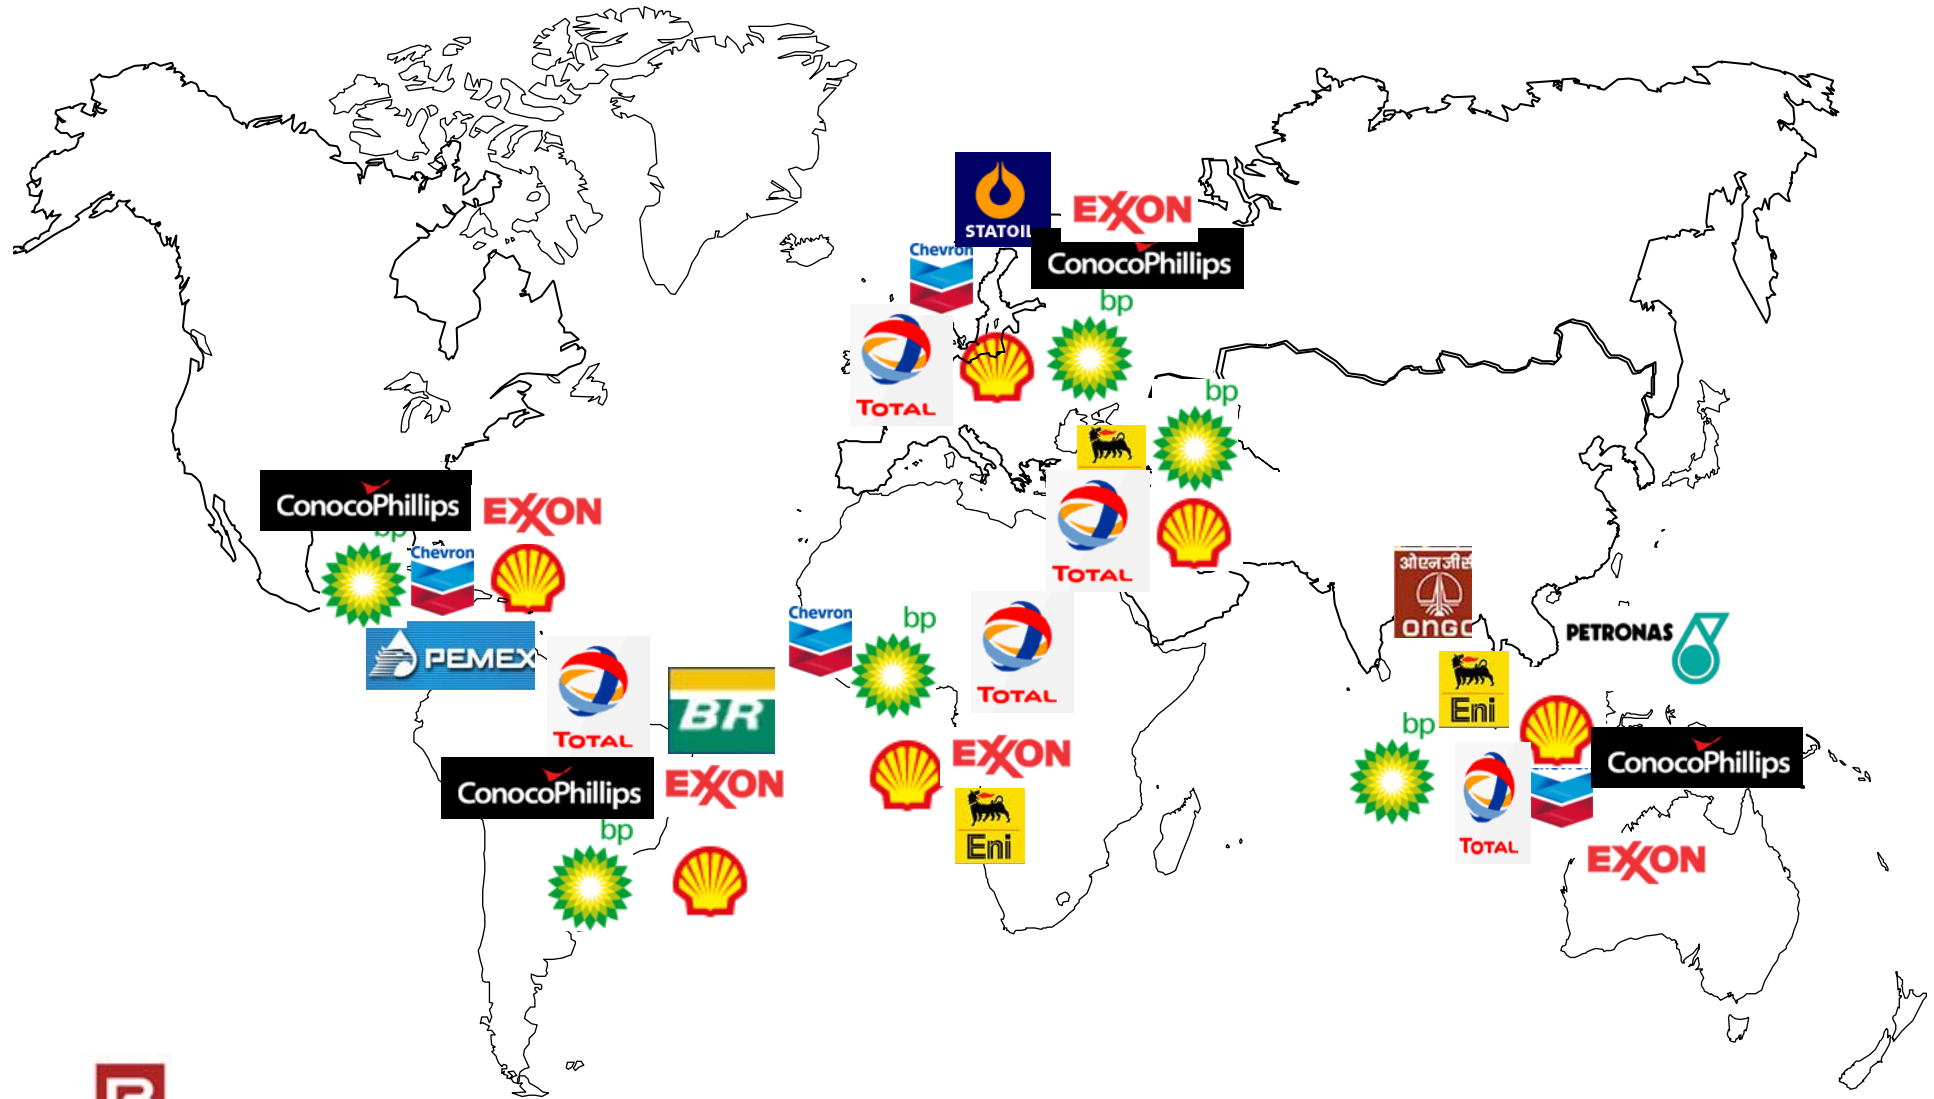 STATOIL
EXXON
Chevron
ConocoPhillips
bp
TOTAL
bp
TOTAL
ConocoPhillips
EXXON
bp
Chevron
PEMEX
TOTAL
BR
ConocoPhillips
EXXON
bp
Chevron
bp
TOTAL
EXXON
Eni
ओएनजीसी
ONGC
PETRONAS
Eni
bp
ConocoPhillips
TOTAL
EXXON